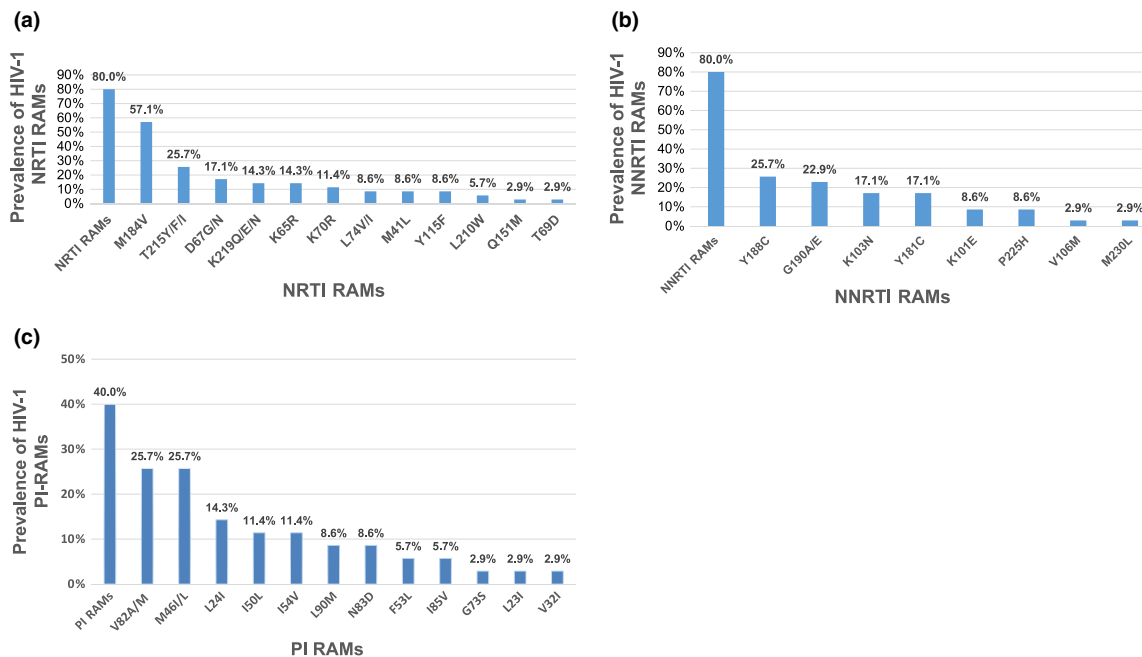 (a)
Prevalence of HIV-1
NRTI RAMs
90%
80%
70%
60%
50%
40%
30%
20%
10%
0%
80.0%
57.1%
25.7%
17.1%
14.3%
14.3%
11.4%
8.6%
8.6%
8.6%
5.7%
2.9%
2.9%
NRTI RAMs
M184V
T215Y/F/I
D67G/N
K219Q/E/N
K65R
K70R
L74V/I
M41L
Y115F
L210W
Q151M
T69D
NRTI RAMs
(b)
Prevalence of HIV-1
NNRTI RAMs
90%
80%
70%
60%
50%
40%
30%
20%
10%
0%
80.0%
25.7%
22.9%
17.1%
17.1%
8.6%
8.6%
2.9%
2.9%
NNRTI RAMs
Y188C
G190A/E
K103N
Y181C
K101E
P225H
V106M
M230L
NNRTI RAMs
(c)
Prevalence of HIV-1
PI-RAMs
50%
40%
30%
20%
10%
0%
40.0%
25.7%
25.7%
14.3%
11.4%
11.4%
8.6%
8.6%
5.7%
5.7%
2.9%
2.9%
2.9%
PI RAMs
V82A/M
M46I/L
L24I
I50L
I54V
L90M
N83D
F53L
I85V
G73S
L23I
V32I
PI RAMs